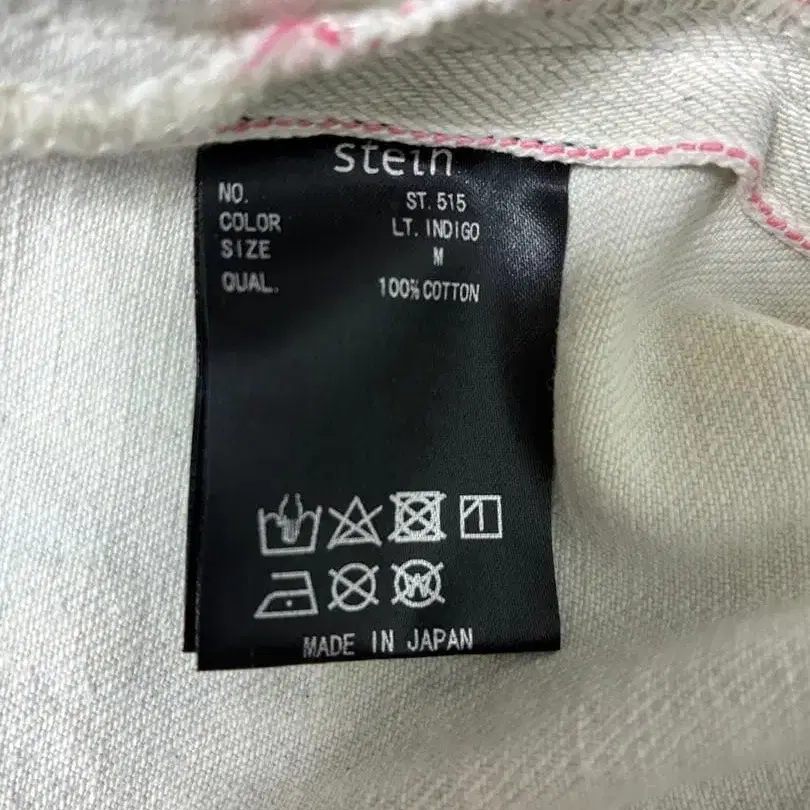 stein
NO. ST.515
COLOR LT. INDIGO
SIZE M
QUAL. 100% COTTON
W
MADE IN JAPAN